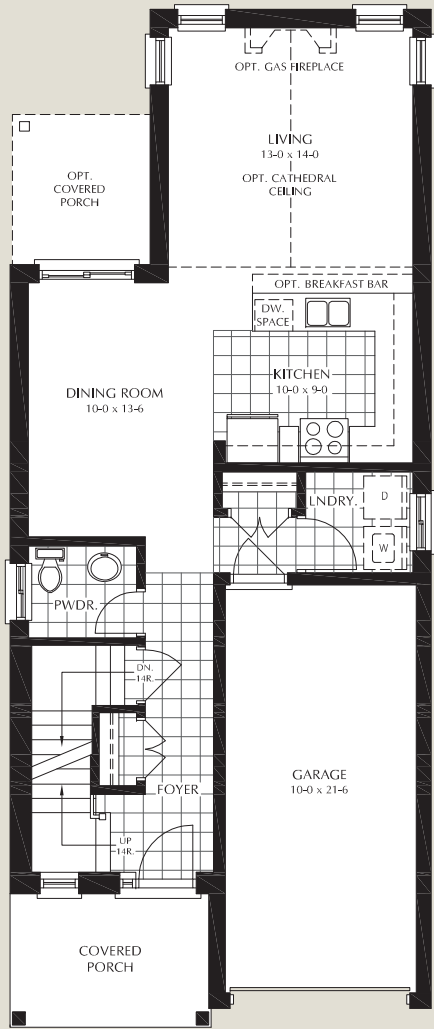 OPT. GAS FIREPLACE
LIVING
13-0 x 14-0
OPT. CATHEDRAL
CEILING
OPT.
COVERED
PORCH
OPT. BREAKFAST BAR
DW.
SPACE
KITCHEN
10-0 x 9-0
DINING ROOM
10-0 x 13-6
LNDRY.
D
W
PWDR.
DN.
14R.
GARAGE
10-0 x 21-6
FOYER
UP
14R.
COVERED
PORCH